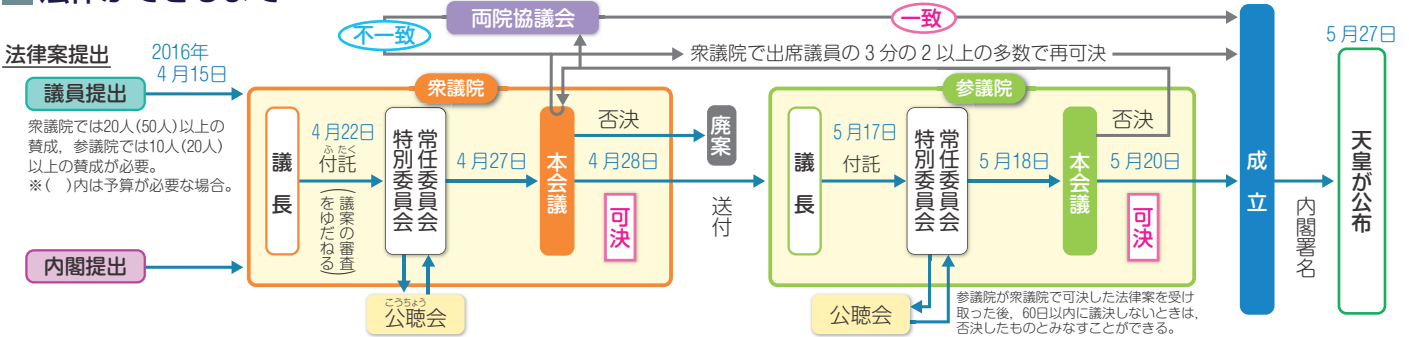 法律ができるまで
両院協議会
一致
不一致
衆議院で出席議員の3分の2以上の多数で再可決
5月27日
法律案提出
2016年
4月15日
議員提出
衆議院では20人(50人)以上の
賛成，参議院では10人(20人)
以上の賛成が必要。
※(　)内は予算が必要な場合。
内閣提出
衆議院
議長
4月22日
ふたく
付託
(議案の審査
をゆだねる)
常任委員会
特別委員会
4月27日
本会議
否決
廃案
4月28日
可決
送付
こうちょう
公聴会
参議院
議長
5月17日
付託
常任委員会
特別委員会
5月18日
本会議
否決
5月20日
可決
公聴会
参議院が衆議院で可決した法律案を受け
取った後，60日以内に議決しないときは，
否決したものとみなすことができる。
成立
内閣署名
天皇が公布